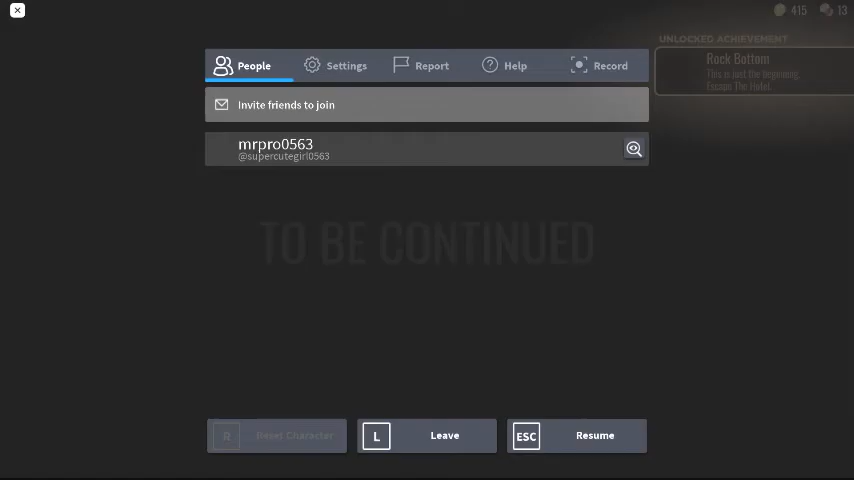 415 13
UNLOCKED ACHIEVEMENT
Rock Bottom
This is just the beginning.
Escape The Hotel.
People Settings Report Help Record
Invite friends to join
mrpro0563
@supercutegirl0563
TO BE CONTINUED
R Reset Character L Leave ESC Resume